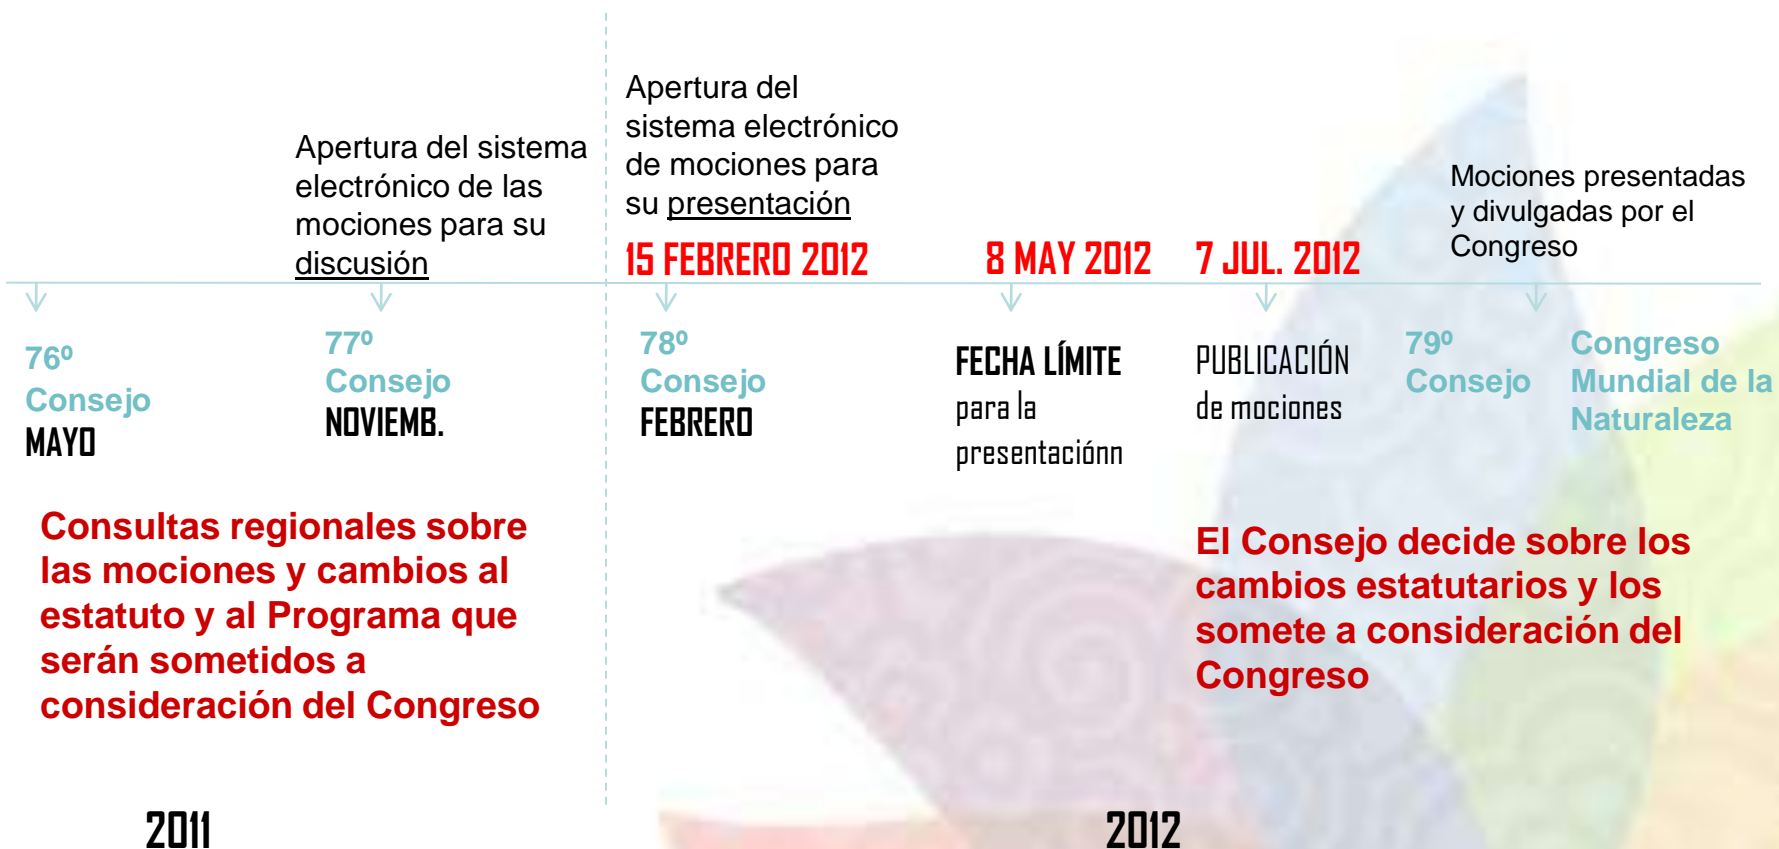 Apertura del sistema
electrónico de las
mociones para su
discusión
Apertura del
sistema electrónico
de mociones para
su presentación
15 FEBRERO 2012
8 MAY 2012
7 JUL. 2012
Mociones presentadas
y divulgadas por el
Congreso
76º
Consejo
MAYO
77º
Consejo
NOVIEMB.
78º
Consejo
FEBRERO
FECHA LÍMITE
para la
presentaciónn
PUBLICACIÓN
de mociones
79º
Consejo
Congreso
Mundial de la
Naturaleza
Consultas regionales sobre
las mociones y cambios al
estatuto y al Programa que
serán sometidos a
consideración del Congreso
El Consejo decide sobre los
cambios estatutarios y los
somete a consideración del
Congreso
2011
2012